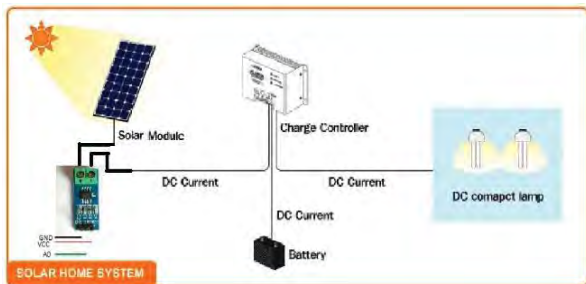 Solar Module
Charge Controller
DC Current
DC Current
DC comapct lamp
DC Current
GND
VCC
AO
Battery
SOLAR HOME SYSTEM